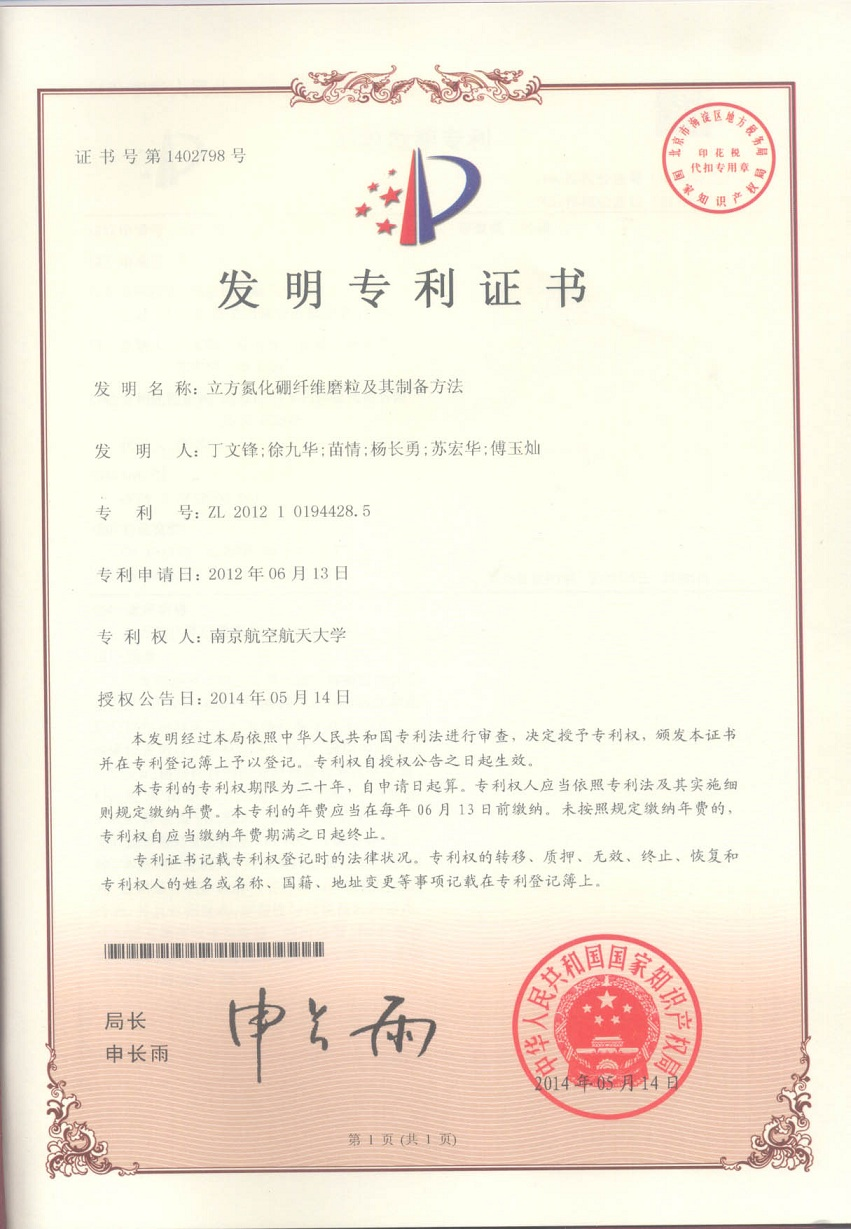 证书号第1402798号
北京市海淀区地方税务局
印花税
代扣专用章
国家知识产权局
发明专利证书
发明名称：立方氮化硼纤维磨粒及其制备方法
发明人：丁文锋;徐九华;苗情;杨长勇;苏宏华;傅玉灿
专利号：ZL 2012 1 0194428.5
专利申请日：2012年06月13日
专利权人：南京航空航天大学
授权公告日：2014年05月14日
本发明经过本局依照中华人民共和国专利法进行审查，决定授予专利权，颁发本证书
并在专利登记簿上予以登记。专利权自授权公告之日起生效。
本专利的专利权期限为二十年，自申请日起算。专利权人应当依照专利法及其实施细
则规定缴纳年费。本专利的年费应当在每年06月13日前缴纳。未按照规定缴纳年费的，
专利权自应当缴纳年费期满之日起终止。
专利证书记载专利权登记时的法律状况。专利权的转移、质押、无效、终止、恢复和
专利权人的姓名或名称、国籍、地址变更等事项记载在专利登记簿上。
局长
申长雨
申长雨
中华人民共和国国家知识产权局
2014年05月14日
第1页(共1页)